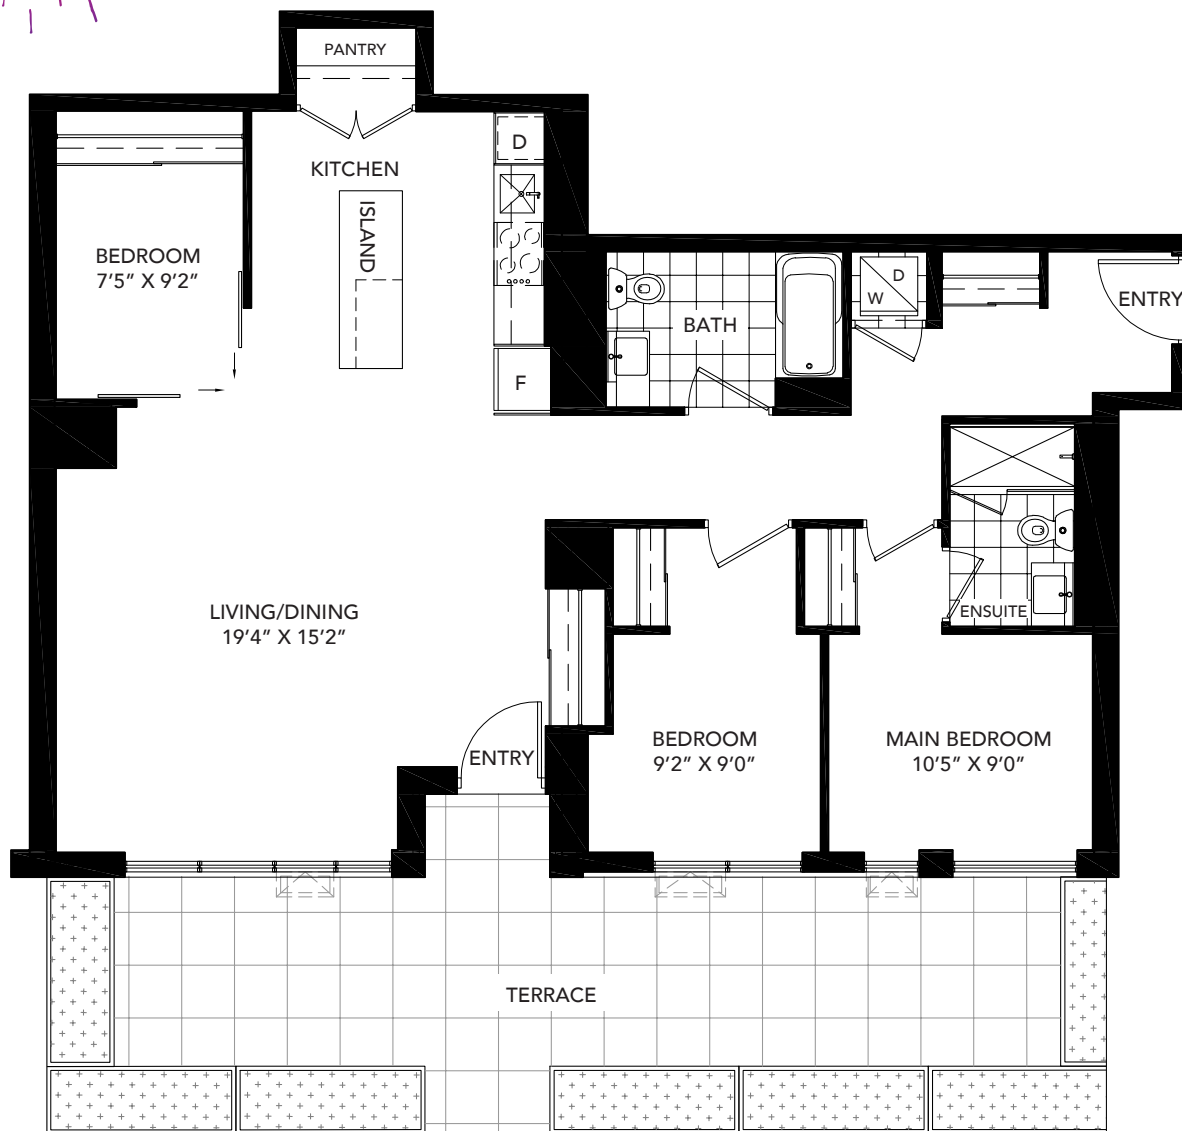 PANTRY
KITCHEN
D
ISLAND
BEDROOM
7'5" X 9'2"
D
W
ENTRY
BATH
F
ENSUITE
LIVING/DINING
19'4" X 15'2"
ENTRY
BEDROOM
9'2" X 9'0"
MAIN BEDROOM
10'5" X 9'0"
TERRACE